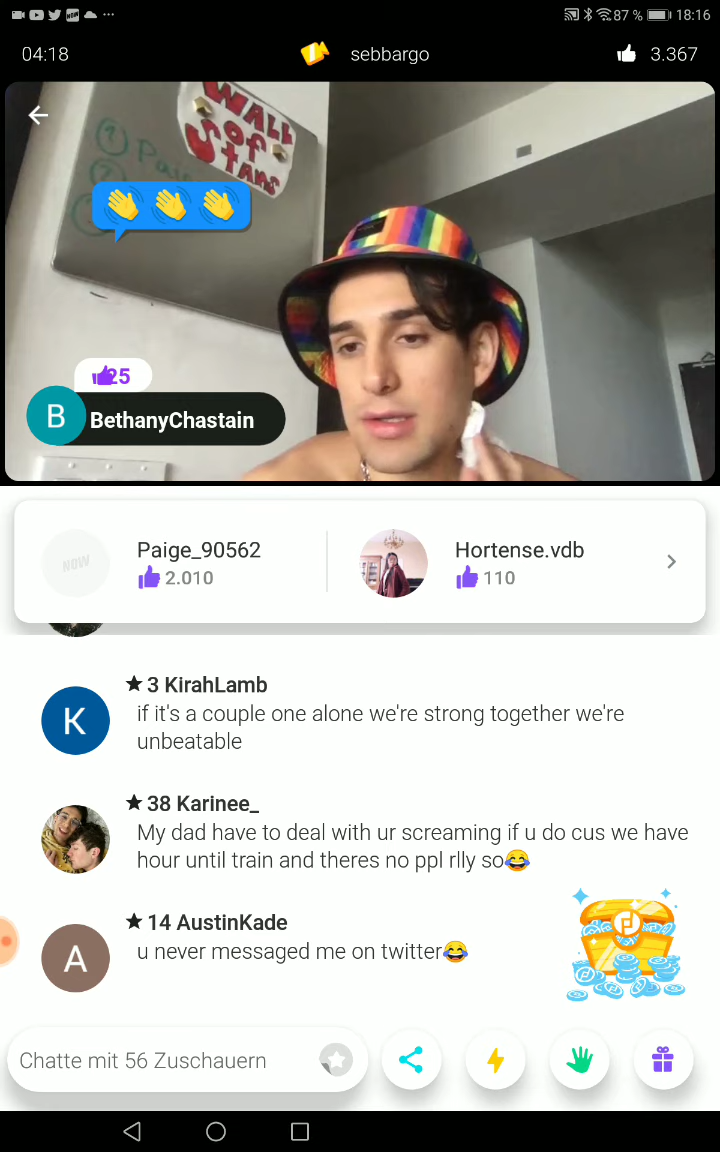 87 % 18:16
04:18 sebbargo 3.367
WALL
OF
STARS
25
B BethanyChastain
NOW Paige_90562 Hortense.vdb
2.010 110
★ 3 KirahLamb
K if it's a couple one alone we're strong together we're
unbeatable
★ 38 Karinee_
My dad have to deal with ur screaming if u do cus we have
hour until train and theres no ppl rlly so😂
★ 14 AustinKade
A u never messaged me on twitter😂
Chatte mit 56 Zuschauern